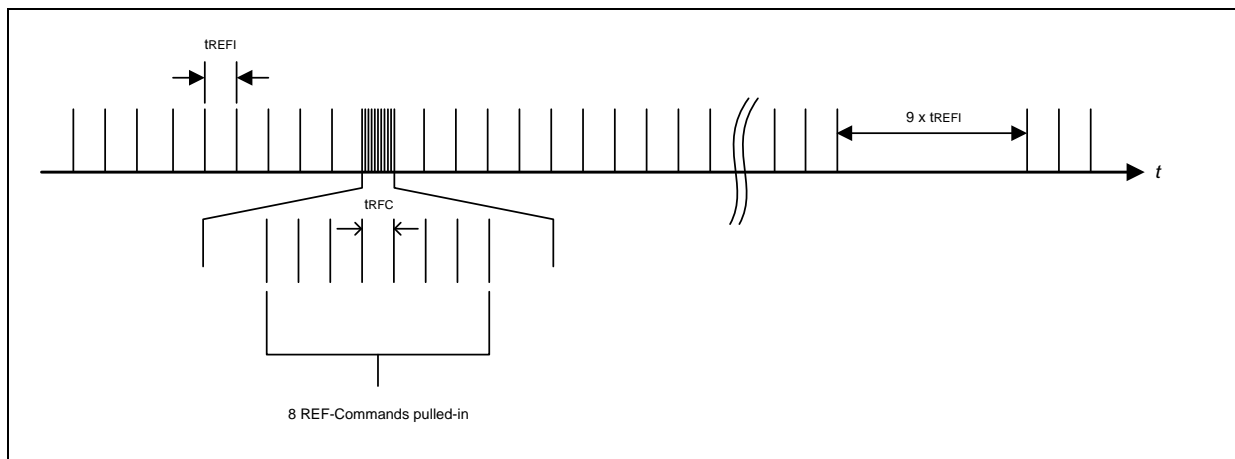 tREFI
9 x tREFI
t
tRFC
8 REF-Commands pulled-in